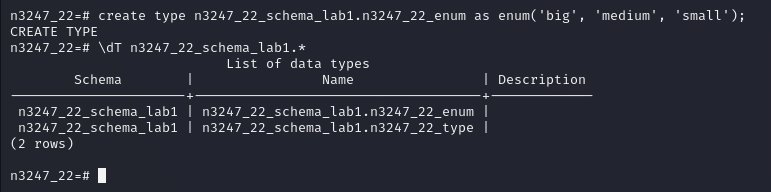 n3247_22=# create type n3247_22_schema_lab1.n3247_22_enum as enum('big', 'medium', 'small');
CREATE TYPE
n3247_22=# \dT n3247_22_schema_lab1.*
                           List of data types
        Schema        |                Name                | Description
----------------------+------------------------------------+-------------
 n3247_22_schema_lab1 | n3247_22_schema_lab1.n3247_22_enum |
 n3247_22_schema_lab1 | n3247_22_schema_lab1.n3247_22_type |
(2 rows)

n3247_22=#